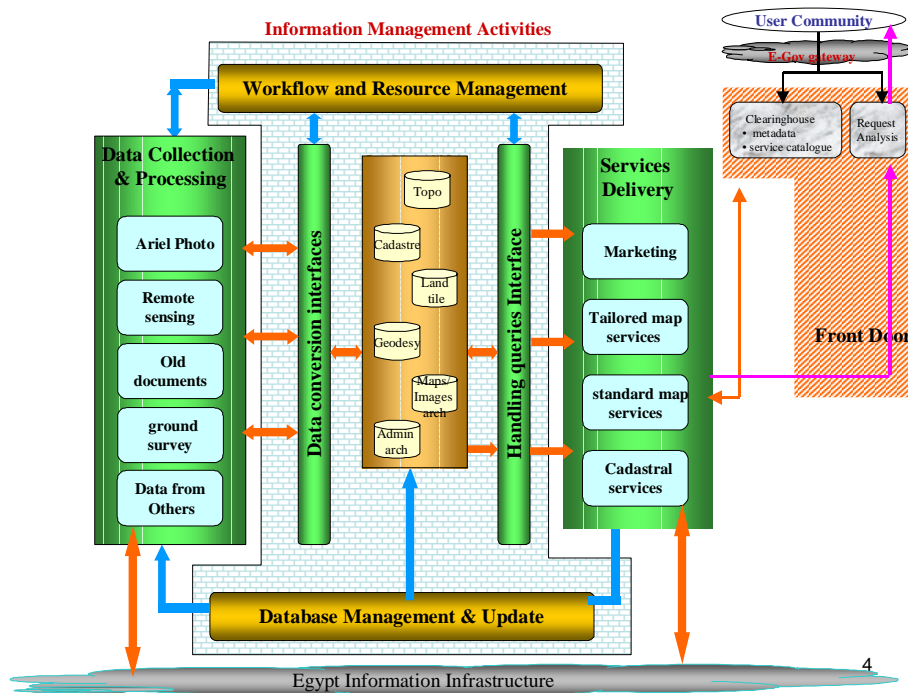 Information Management Activities
User Community
E-Gov gateway
Workflow and Resource Management
Clearinghouse
• metadata
• service catalogue
Request
Analysis
Data Collection
& Processing
Ariel Photo
Remote
sensing
Old
documents
ground
survey
Data from
Others
Data conversion interfaces
Topo
Cadastre
Land
tile
Geodesy
Maps/
Images
arch
Admin
arch
Handling queries Interface
Services
Delivery
Marketing
Tailored map
services
standard map
services
Cadastral
services
Front Door
Database Management & Update
Egypt Information Infrastructure
4